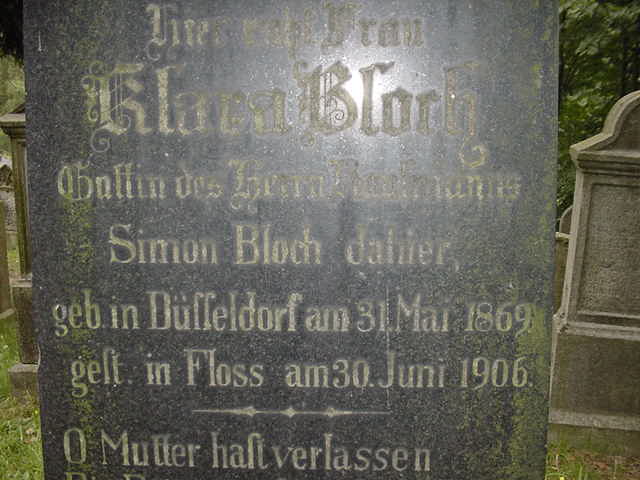 Hier ruht Frau
Klara Bloch
Gattin des Herrn Kaufmanns
Simon Bloch dahier,
geb. in Düſſeldorf am 31. Mai 1869
geſt. in Floss am 30. Juni 1906.
O Mutter haſt verlassen